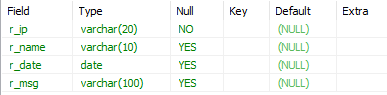 Field Type Null Key Default Extra
r_ip varchar(20) NO (NULL)
r_name varchar(10) YES (NULL)
r_date date YES (NULL)
r_msg varchar(100) YES (NULL)